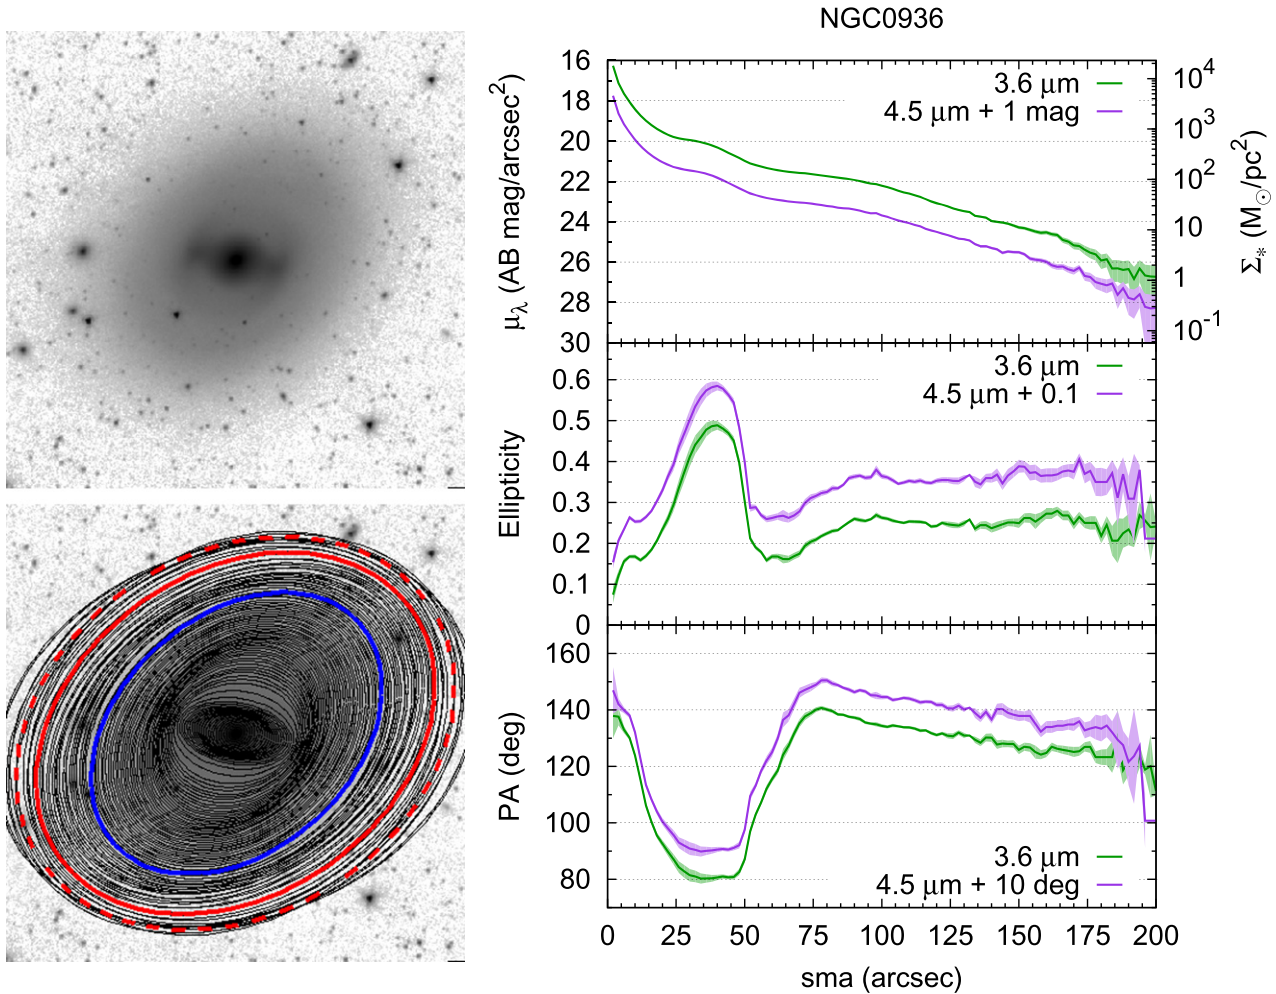 NGC0936
μλ (AB mag/arcsec²)
16
18
20
22
24
26
28
30
3.6 μm
4.5 μm + 1 mag
10⁴
10³
10²
10
1
10⁻¹
Σ* (M☉/pc²)
Ellipticity
0.6
0.5
0.4
0.3
0.2
0.1
0
3.6 μm
4.5 μm + 0.1
PA (deg)
160
140
120
100
80
3.6 μm
4.5 μm + 10 deg
0 25 50 75 100 125 150 175 200
sma (arcsec)